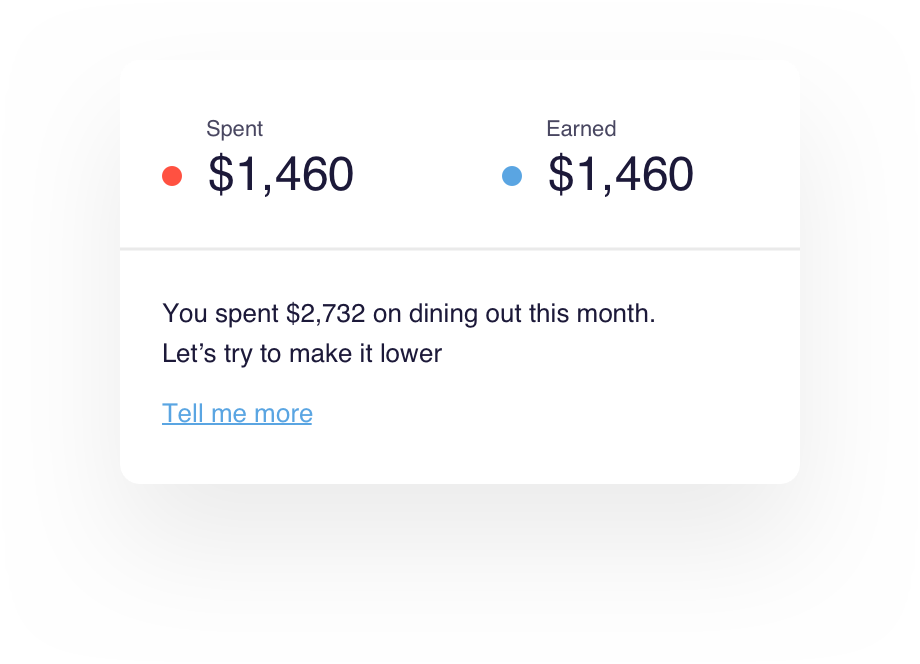 Spent
$1,460
Earned
$1,460
You spent $2,732 on dining out this month.
Let’s try to make it lower
Tell me more